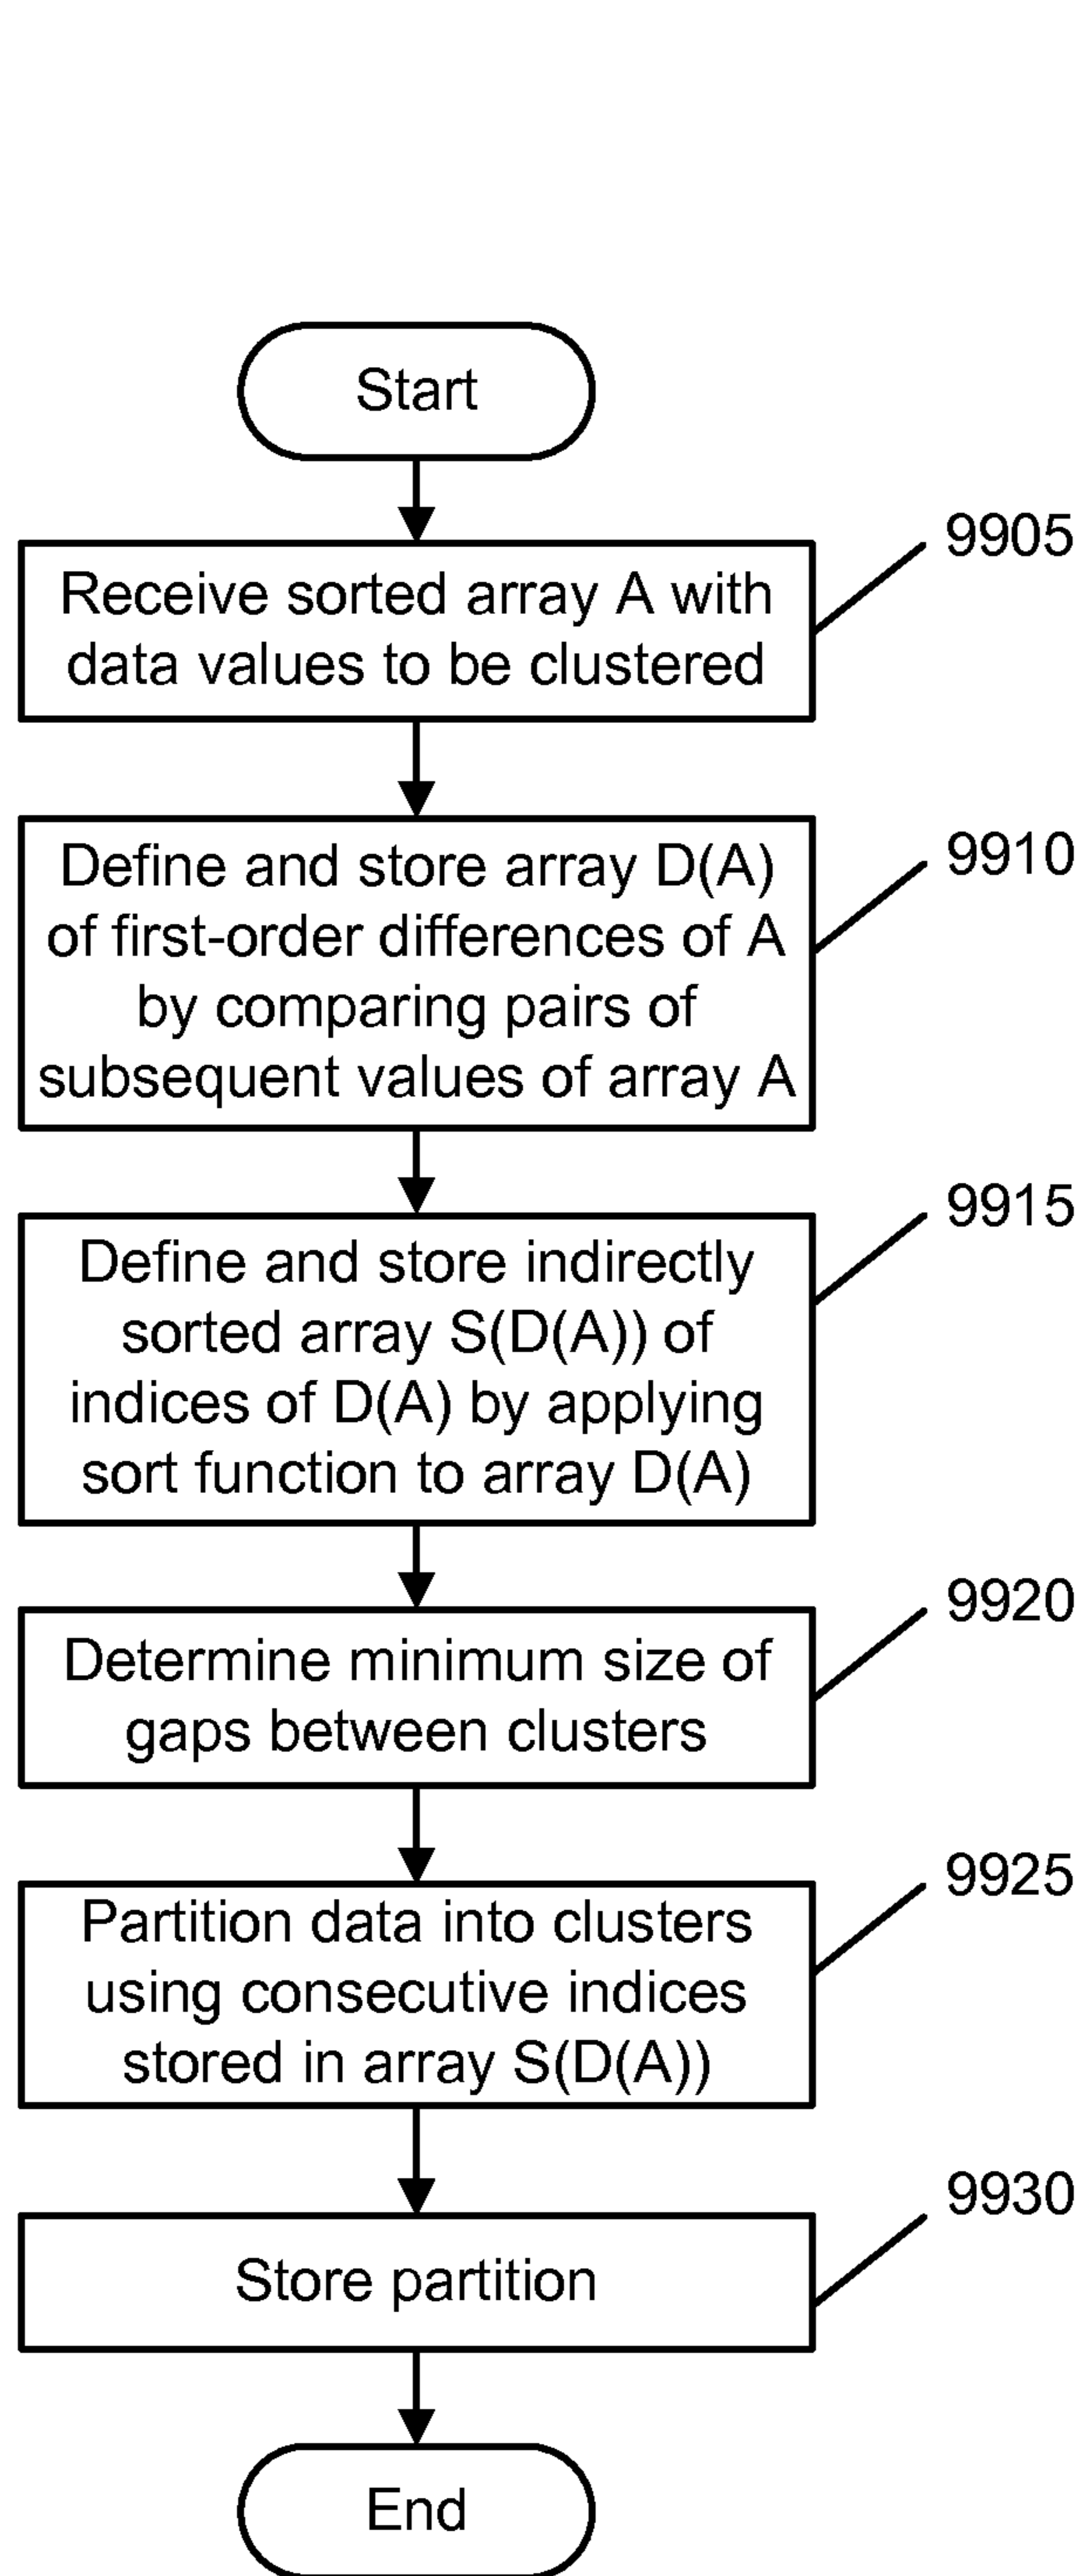 Start
9905
Receive sorted array A with
data values to be clustered
9910
Define and store array D(A)
of first-order differences of A
by comparing pairs of
subsequent values of array A
9915
Define and store indirectly
sorted array S(D(A)) of
indices of D(A) by applying
sort function to array D(A)
9920
Determine minimum size of
gaps between clusters
9925
Partition data into clusters
using consecutive indices
stored in array S(D(A))
9930
Store partition
End